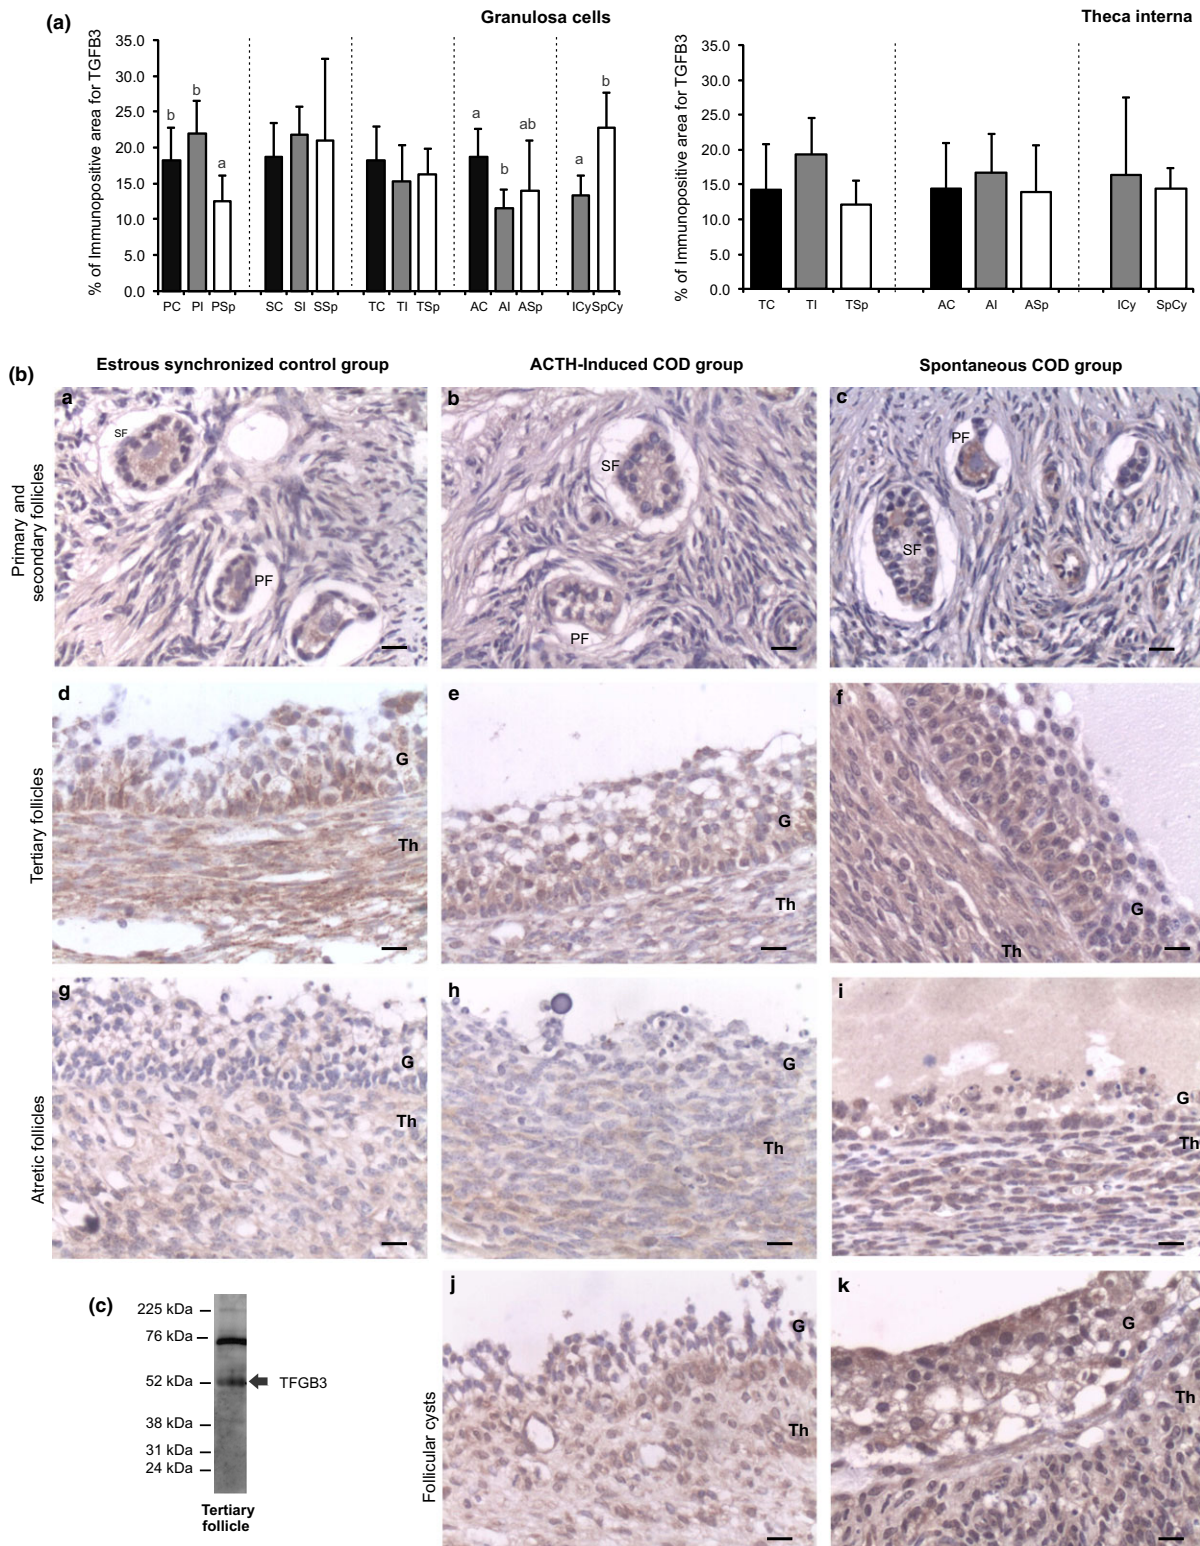 (a)
Granulosa cells
% of Immunopositive area for TGFB3
35.0
30.0
25.0
20.0
15.0
10.0
5.0
0.0
b
b
a
a
b
ab
a
b
PC PI PSp SC SI SSp TC TI TSp AC AI ASp ICy SpCy
Theca interna
% of Immunopositive area for TGFB3
35.0
30.0
25.0
20.0
15.0
10.0
5.0
0.0
TC TI TSp AC AI ASp ICy SpCy
(b)
Estrous synchronized control group
ACTH-Induced COD group
Spontaneous COD group
Primary and
secondary follicles
a
SF
PF
b
SF
PF
c
PF
SF
Tertiary follicles
d
G
Th
e
G
Th
f
G
Th
Atretic follicles
g
G
Th
h
G
Th
i
G
Th
(c)
225 kDa
76 kDa
52 kDa
TFGB3
38 kDa
31 kDa
24 kDa
Tertiary
follicle
Follicular cysts
j
G
Th
k
G
Th